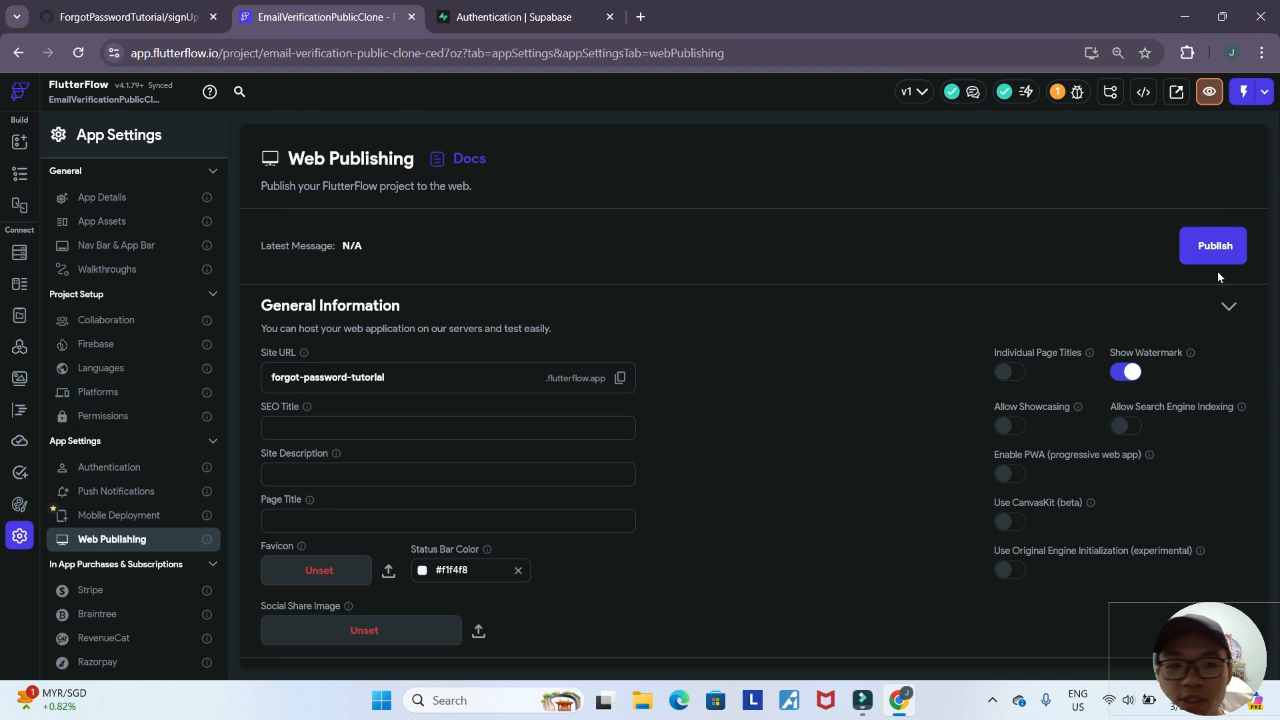 ForgotPasswordTutorial/signUp
EmailVerificationPublicClone - F
Authentication | Supabase
app.flutterflow.io/project/email-verification-public-clone-ced7oz?tab=appSettings&appSettingsTab=webPublishing
J
FlutterFlow v4.1.79+ Synced
EmailVerificationPublicCl...
v1
1
Build
Connect
App Settings
General
App Details
App Assets
Nav Bar & App Bar
Walkthroughs
Project Setup
Collaboration
Firebase
Languages
Platforms
Permissions
App Settings
Authentication
Push Notifications
Mobile Deployment
Web Publishing
In App Purchases & Subscriptions
Stripe
Braintree
RevenueCat
Razorpay
Web Publishing Docs
Publish your FlutterFlow project to the web.
Latest Message: N/A
Publish
General Information
You can host your web application on our servers and test easily.
Site URL
forgot-password-tutorial .flutterflow.app
SEO Title
Site Description
Page Title
Favicon
Unset
Status Bar Color
#f1f4f8
Social Share Image
Unset
Individual Page Titles
Show Watermark
Allow Showcasing
Allow Search Engine Indexing
Enable PWA (progressive web app)
Use CanvasKit (beta)
Use Original Engine Initialization (experimental)
1
MYR/SGD
+0.82%
Search
L
J
ENG
US
PRE